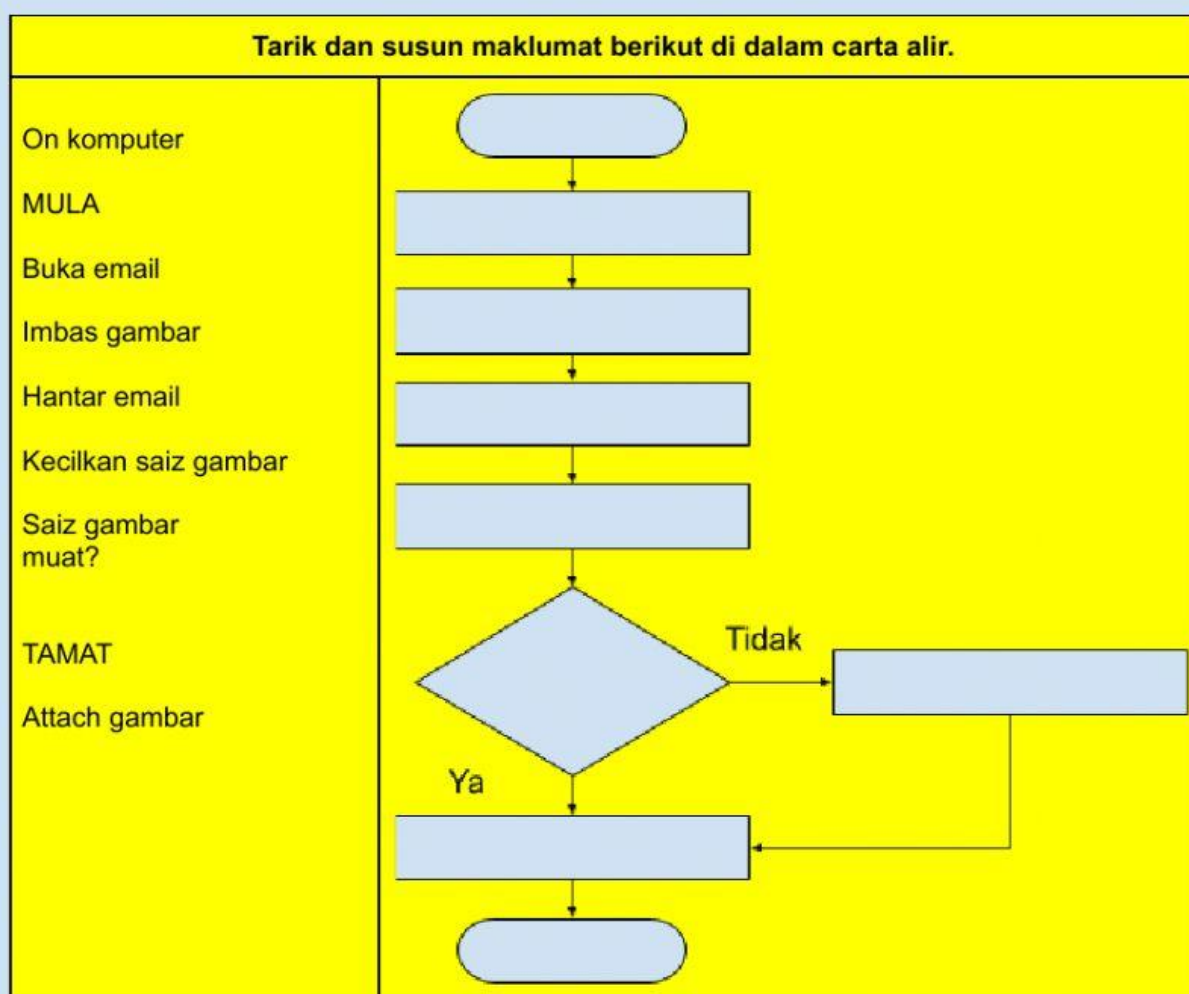 Tarik dan susun maklumat berikut di dalam carta alir.
On komputer
MULA
Buka email
Imbas gambar
Hantar email
Kecilkan saiz gambar
Saiz gambar
muat?
TAMAT
Attach gambar
Tidak
Ya